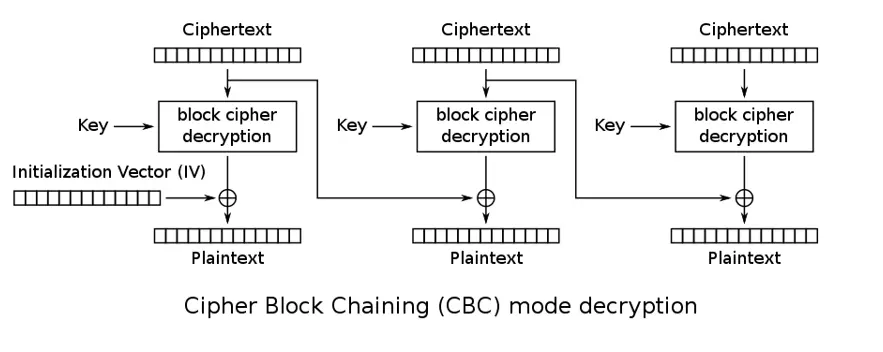 Ciphertext Ciphertext Ciphertext
Key block cipher decryption Key block cipher decryption Key block cipher decryption
Initialization Vector (IV)
Plaintext Plaintext Plaintext
Cipher Block Chaining (CBC) mode decryption